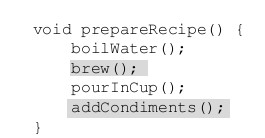 void prepareRecipe() {
    boilWater();
    brew();
    pourInCup();
    addCondiments();
}